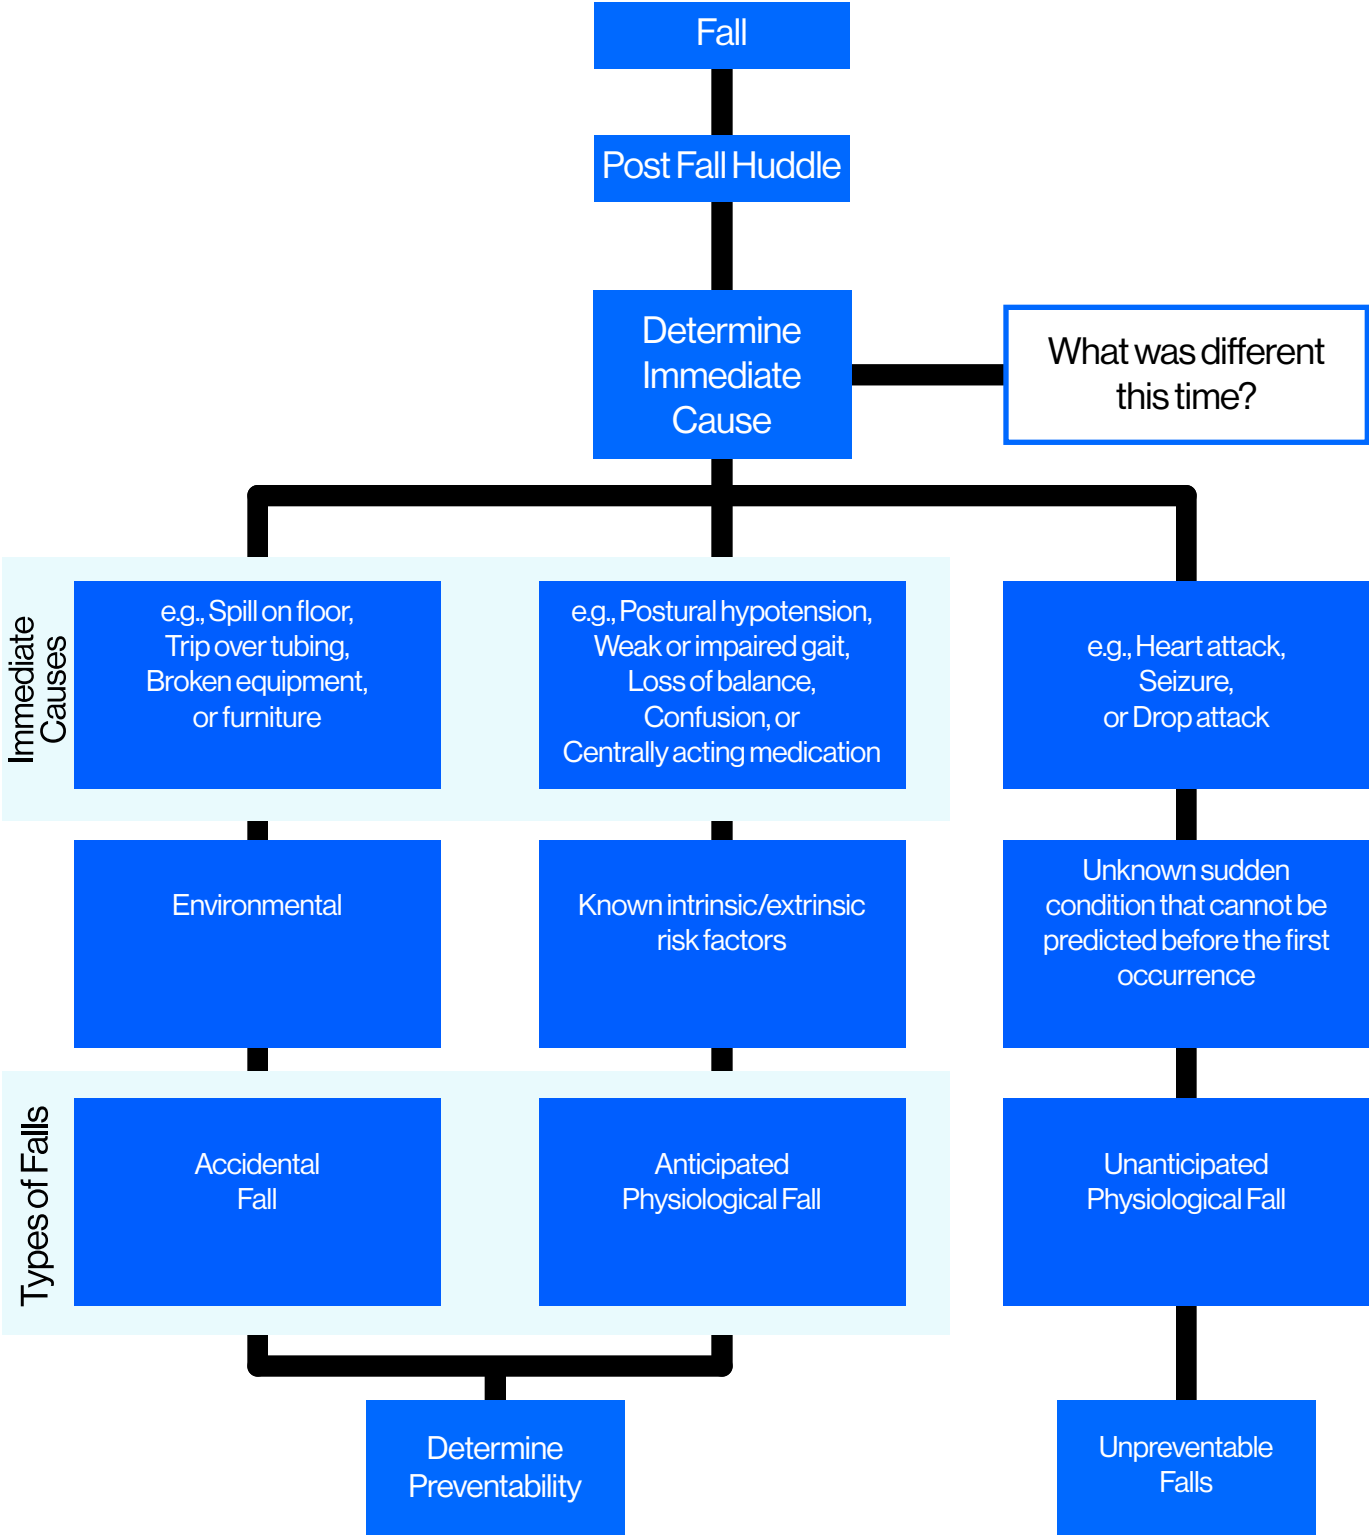 Fall
Post Fall Huddle
Determine
Immediate
Cause
What was different
this time?
Immediate
Causes
e.g., Spill on floor,
Trip over tubing,
Broken equipment,
or furniture
e.g., Postural hypotension,
Weak or impaired gait,
Loss of balance,
Confusion, or
Centrally acting medication
e.g., Heart attack,
Seizure,
or Drop attack
Environmental
Known intrinsic/extrinsic
risk factors
Unknown sudden
condition that cannot be
predicted before the first
occurrence
Types of Falls
Accidental
Fall
Anticipated
Physiological Fall
Unanticipated
Physiological Fall
Determine
Preventability
Unpreventable
Falls